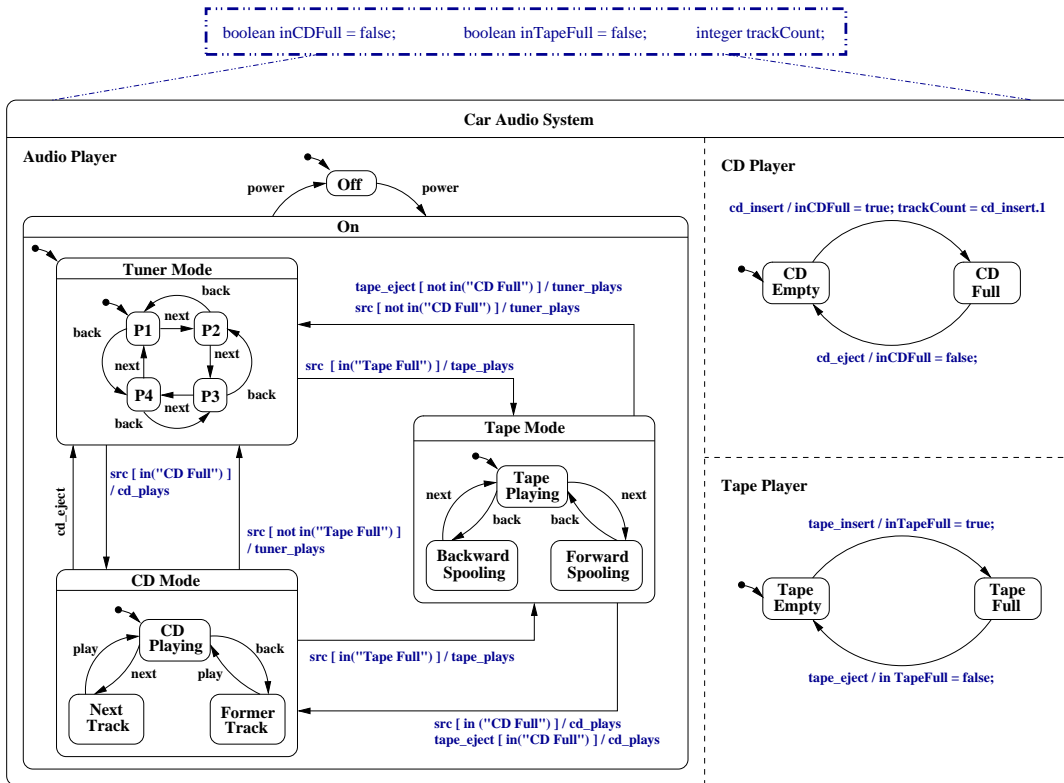 boolean inCDFull = false; boolean inTapeFull = false; integer trackCount;
Car Audio System
Audio Player
Off
power
power
On
Tuner Mode
back
P1
next
P2
back
next
next
P4
next
P3
back
back
tape_eject [ not in("CD Full") ] / tuner_plays
src [ not in("CD Full") ] / tuner_plays
src [ in("Tape Full") ] / tape_plays
Tape Mode
Tape
Playing
next
next
back
back
Backward
Spooling
Forward
Spooling
cd_eject
src [ in("CD Full") ]
/ cd_plays
src [ not in("Tape Full") ]
/ tuner_plays
CD Mode
CD
Playing
play
back
next
play
Next
Track
Former
Track
src [ in("Tape Full") ] / tape_plays
src [ in ("CD Full") ] / cd_plays
tape_eject [ in("CD Full") ] / cd_plays
CD Player
cd_insert / inCDFull = true; trackCount = cd_insert.1
CD
Empty
CD
Full
cd_eject / inCDFull = false;
Tape Player
tape_insert / inTapeFull = true;
Tape
Empty
Tape
Full
tape_eject / in TapeFull = false;